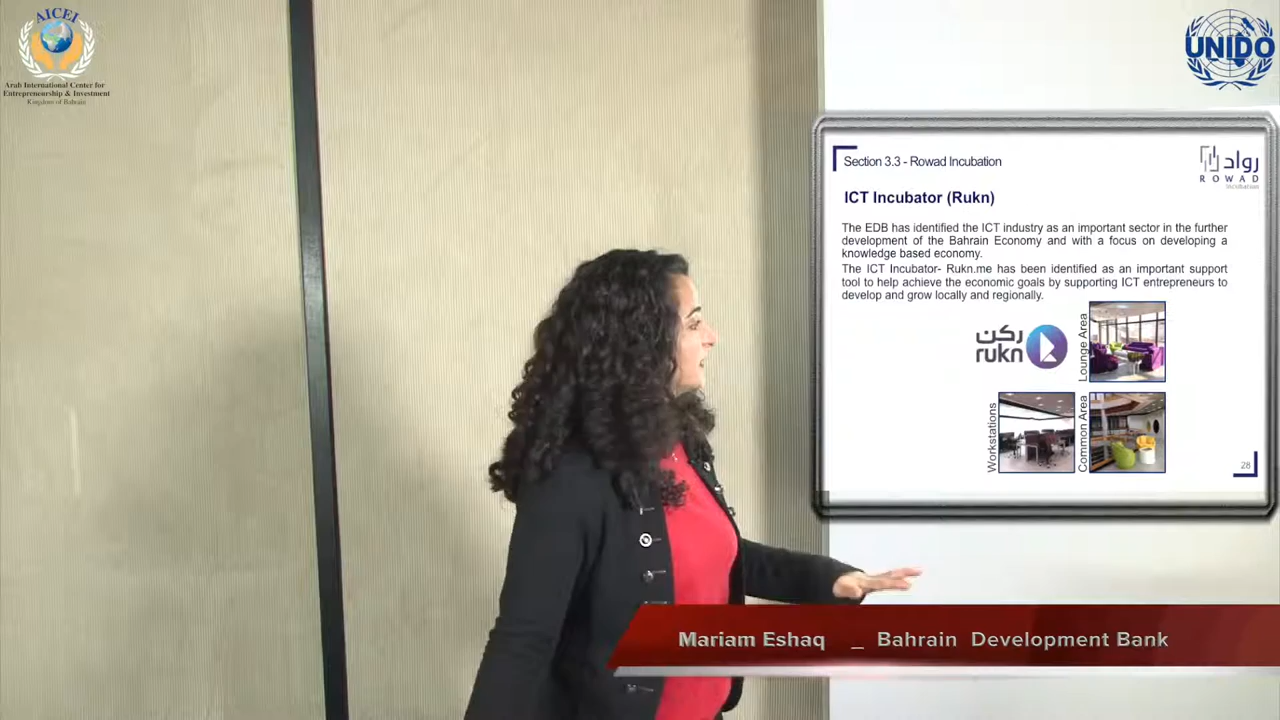 AICEI
Arab International Center for
Entrepreneurship & Investment
Kingdom of Bahrain
UNIDO
Section 3.3 - Rowad Incubation
رواد
ROWAD
Incubation
ICT Incubator (Rukn)
The EDB has identified the ICT industry as an important sector in the further
development of the Bahrain Economy and with a focus on developing a
knowledge based economy.
The ICT Incubator- Rukn.me has been identified as an important support
tool to help achieve the economic goals by supporting ICT entrepreneurs to
develop and grow locally and regionally.
ركن
rukn
Lounge Area
Workstations
Common Area
28
Mariam Eshaq _ Bahrain Development Bank